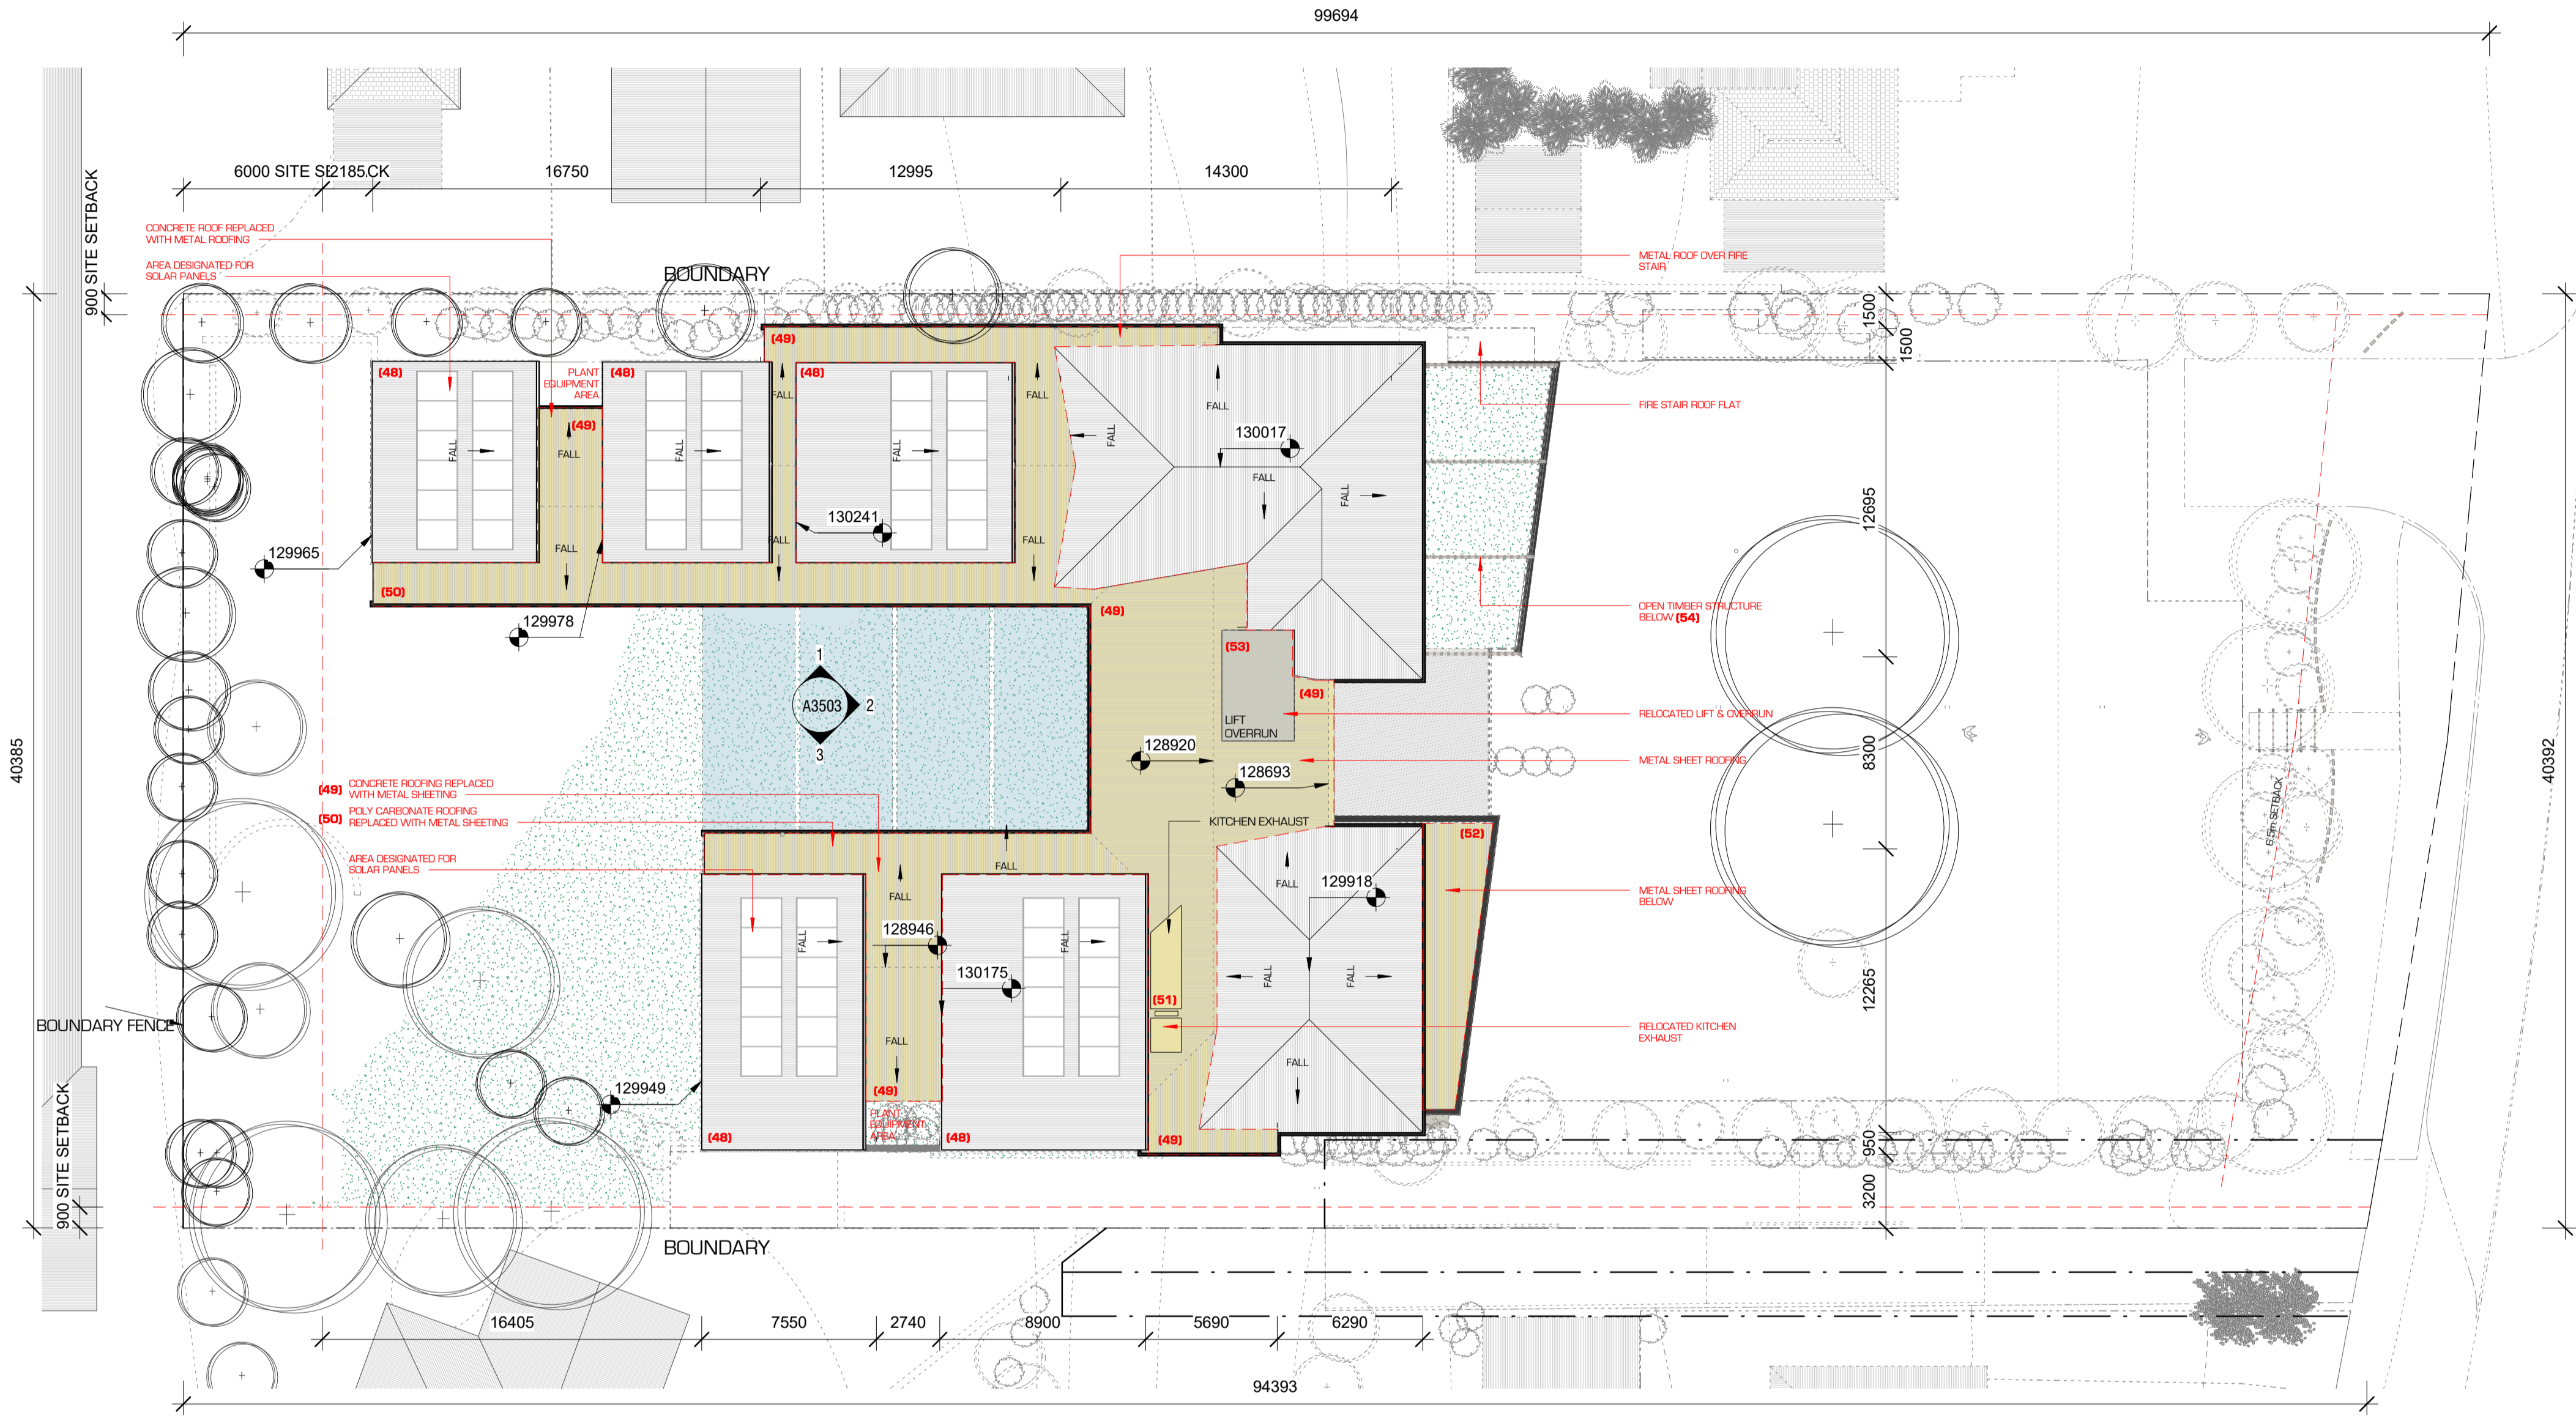 99694
6000 SITE SE2185.CK
16750
12995
14300
900 SITE SETBACK
CONCRETE ROOF REPLACED
WITH METAL ROOFING
AREA DESIGNATED FOR
SOLAR PANELS
BOUNDARY
METAL ROOF OVER FIRE
STAIR
1500
1500
(49)
(48)
PLANT
EQUIPMENT
AREA
(48)
(48)
FALL
FALL
FIRE STAIR ROOF FLAT
(49)
FALL
FALL
FALL
130017
FALL
FALL
FALL
FALL
FALL
FALL
12695
130241
129965
FALL
FALL
FALL
(50)
(49)
129978
OPEN TIMBER STRUCTURE
BELOW (54)
(53)
1
A3503
2
3
(49)
LIFT
OVERRUN
RELOCATED LIFT & OVERRUN
40385
40392
128920
METAL SHEET ROOFING
8300
128693
(49) CONCRETE ROOFING REPLACED
WITH METAL SHEETING
(50) POLY CARBONATE ROOFING
REPLACED WITH METAL SHEETING
KITCHEN EXHAUST
(52)
6.5m SETBACK
AREA DESIGNATED FOR
SOLAR PANELS
FALL
FALL
FALL
129918
METAL SHEET ROOFING
BELOW
128946
FALL
FALL
130175
FALL
FALL
12265
(51)
BOUNDARY FENCE
RELOCATED KITCHEN
EXHAUST
FALL
FALL
129949
(49)
PLANT
EQUIPMENT
AREA
(48)
(48)
(49)
950
900 SITE SETBACK
3200
BOUNDARY
16405
7550
2740
8900
5690
6290
94393